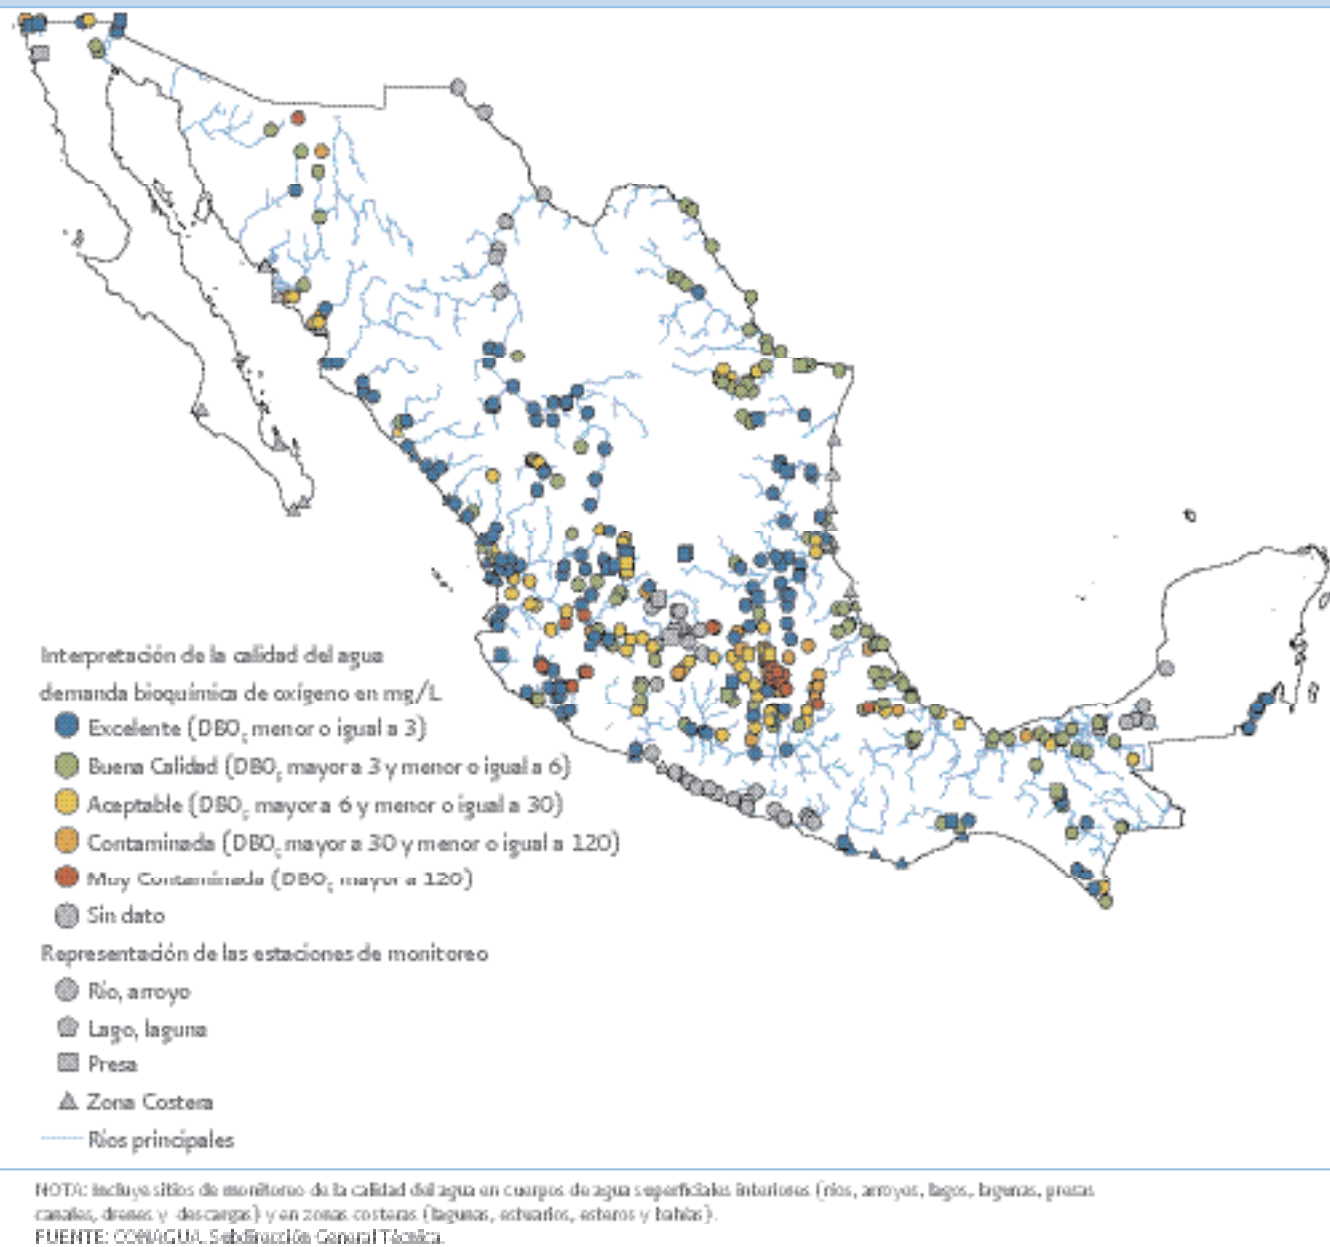 Interpretación de la calidad del agua
demanda bioquímica de oxígeno en mg/L
Excelente (DBO₅ menor o igual a 3)
Buena Calidad (DBO₅ mayor a 3 y menor o igual a 6)
Aceptable (DBO₅ mayor a 6 y menor o igual a 30)
Contaminada (DBO₅ mayor a 30 y menor o igual a 120)
Muy Contaminada (DBO₅ mayor a 120)
Sin dato
Representación de las estaciones de monitoreo
Río, arroyo
Lago, laguna
Presa
Zona Costera
Ríos principales
NOTA: Incluye sitios de monitoreo de la calidad del agua en cuerpos de agua superficiales interiores (ríos, arroyos, lagos, lagunas, presas
canales, drenes y descargas) y en zonas costeras (lagunas, estuarios, esteros y bahías).
FUENTE: CONAGUA. Subdirección General Técnica.